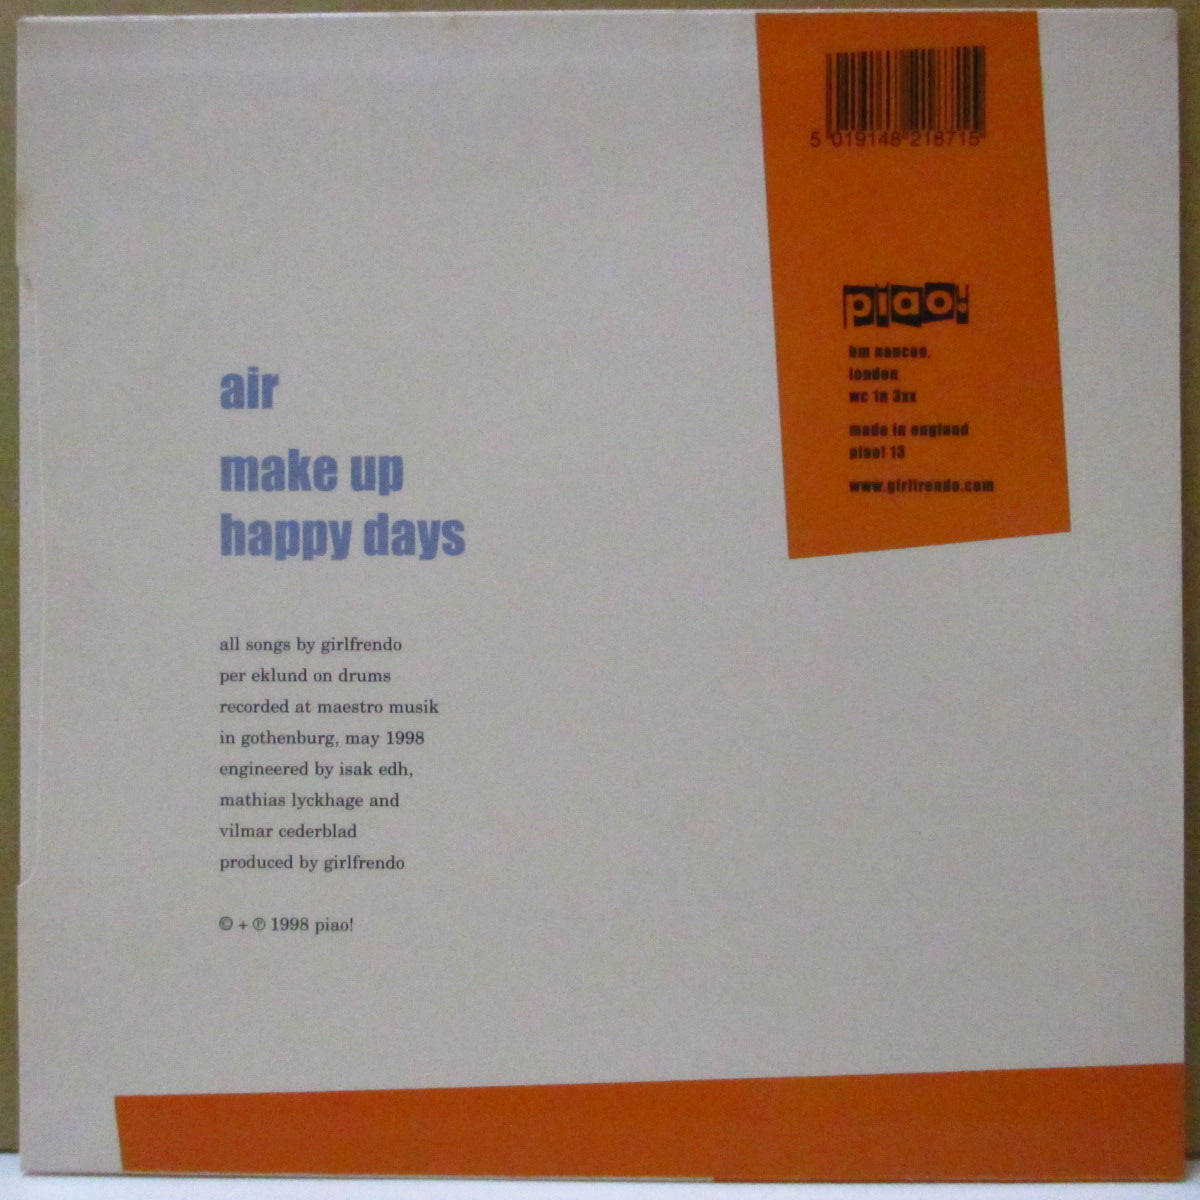 5 019148 218715
piao!
bm nancee,
london
wc 1n 3xx
made in england
piao! 13
www.girlfrendo.com
air
make up
happy days
all songs by girlfrendo
per eklund on drums
recorded at maestro musik
in gothenburg, may 1998
engineered by isak edh,
mathias lyckhage and
vilmar cederblad
produced by girlfrendo
© + ℗ 1998 piao!